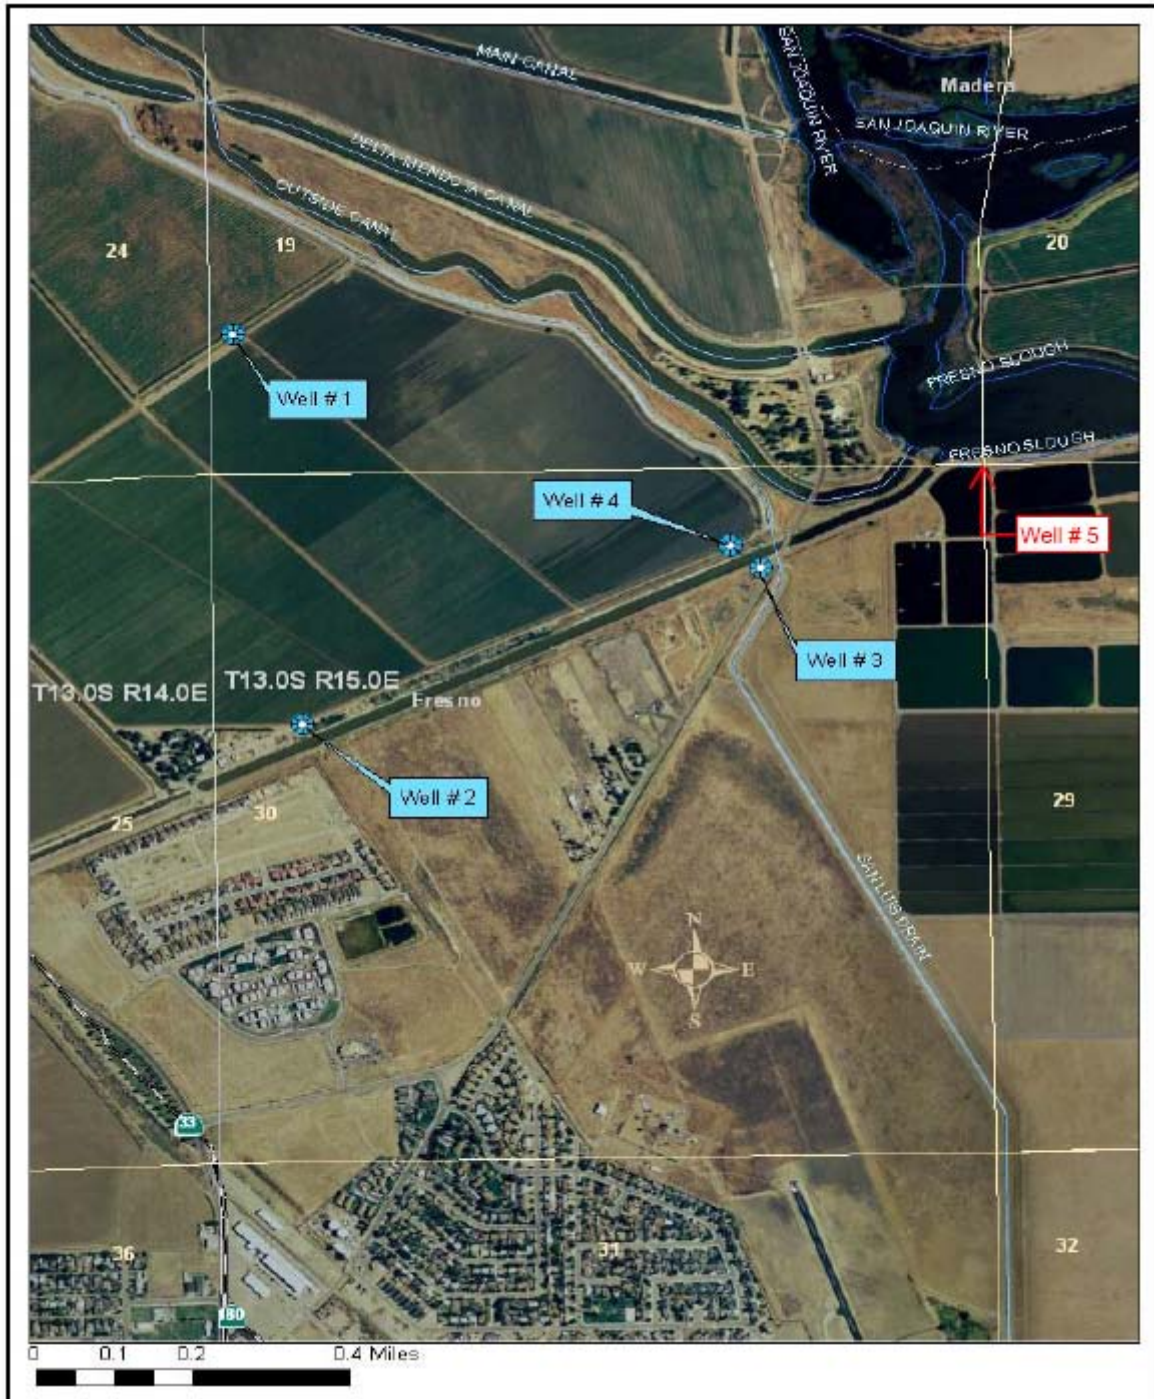 MAIN CANAL
SAN JOAQUIN RIVER
Madera
SAN JOAQUIN RIVER
DELTA-MENDOTA CANAL
OUTSIDE CANAL
24
19
20
Well # 1
FRESNO SLOUGH
FRESNO SLOUGH
Well # 4
Well # 5
Well # 3
T13.0S R14.0E
T13.0S R15.0E
Fresno
Well # 2
25
30
29
SAN LUIS DRAIN
N
W
E
S
33
36
31
32
180
0 0.1 0.2 0.4 Miles